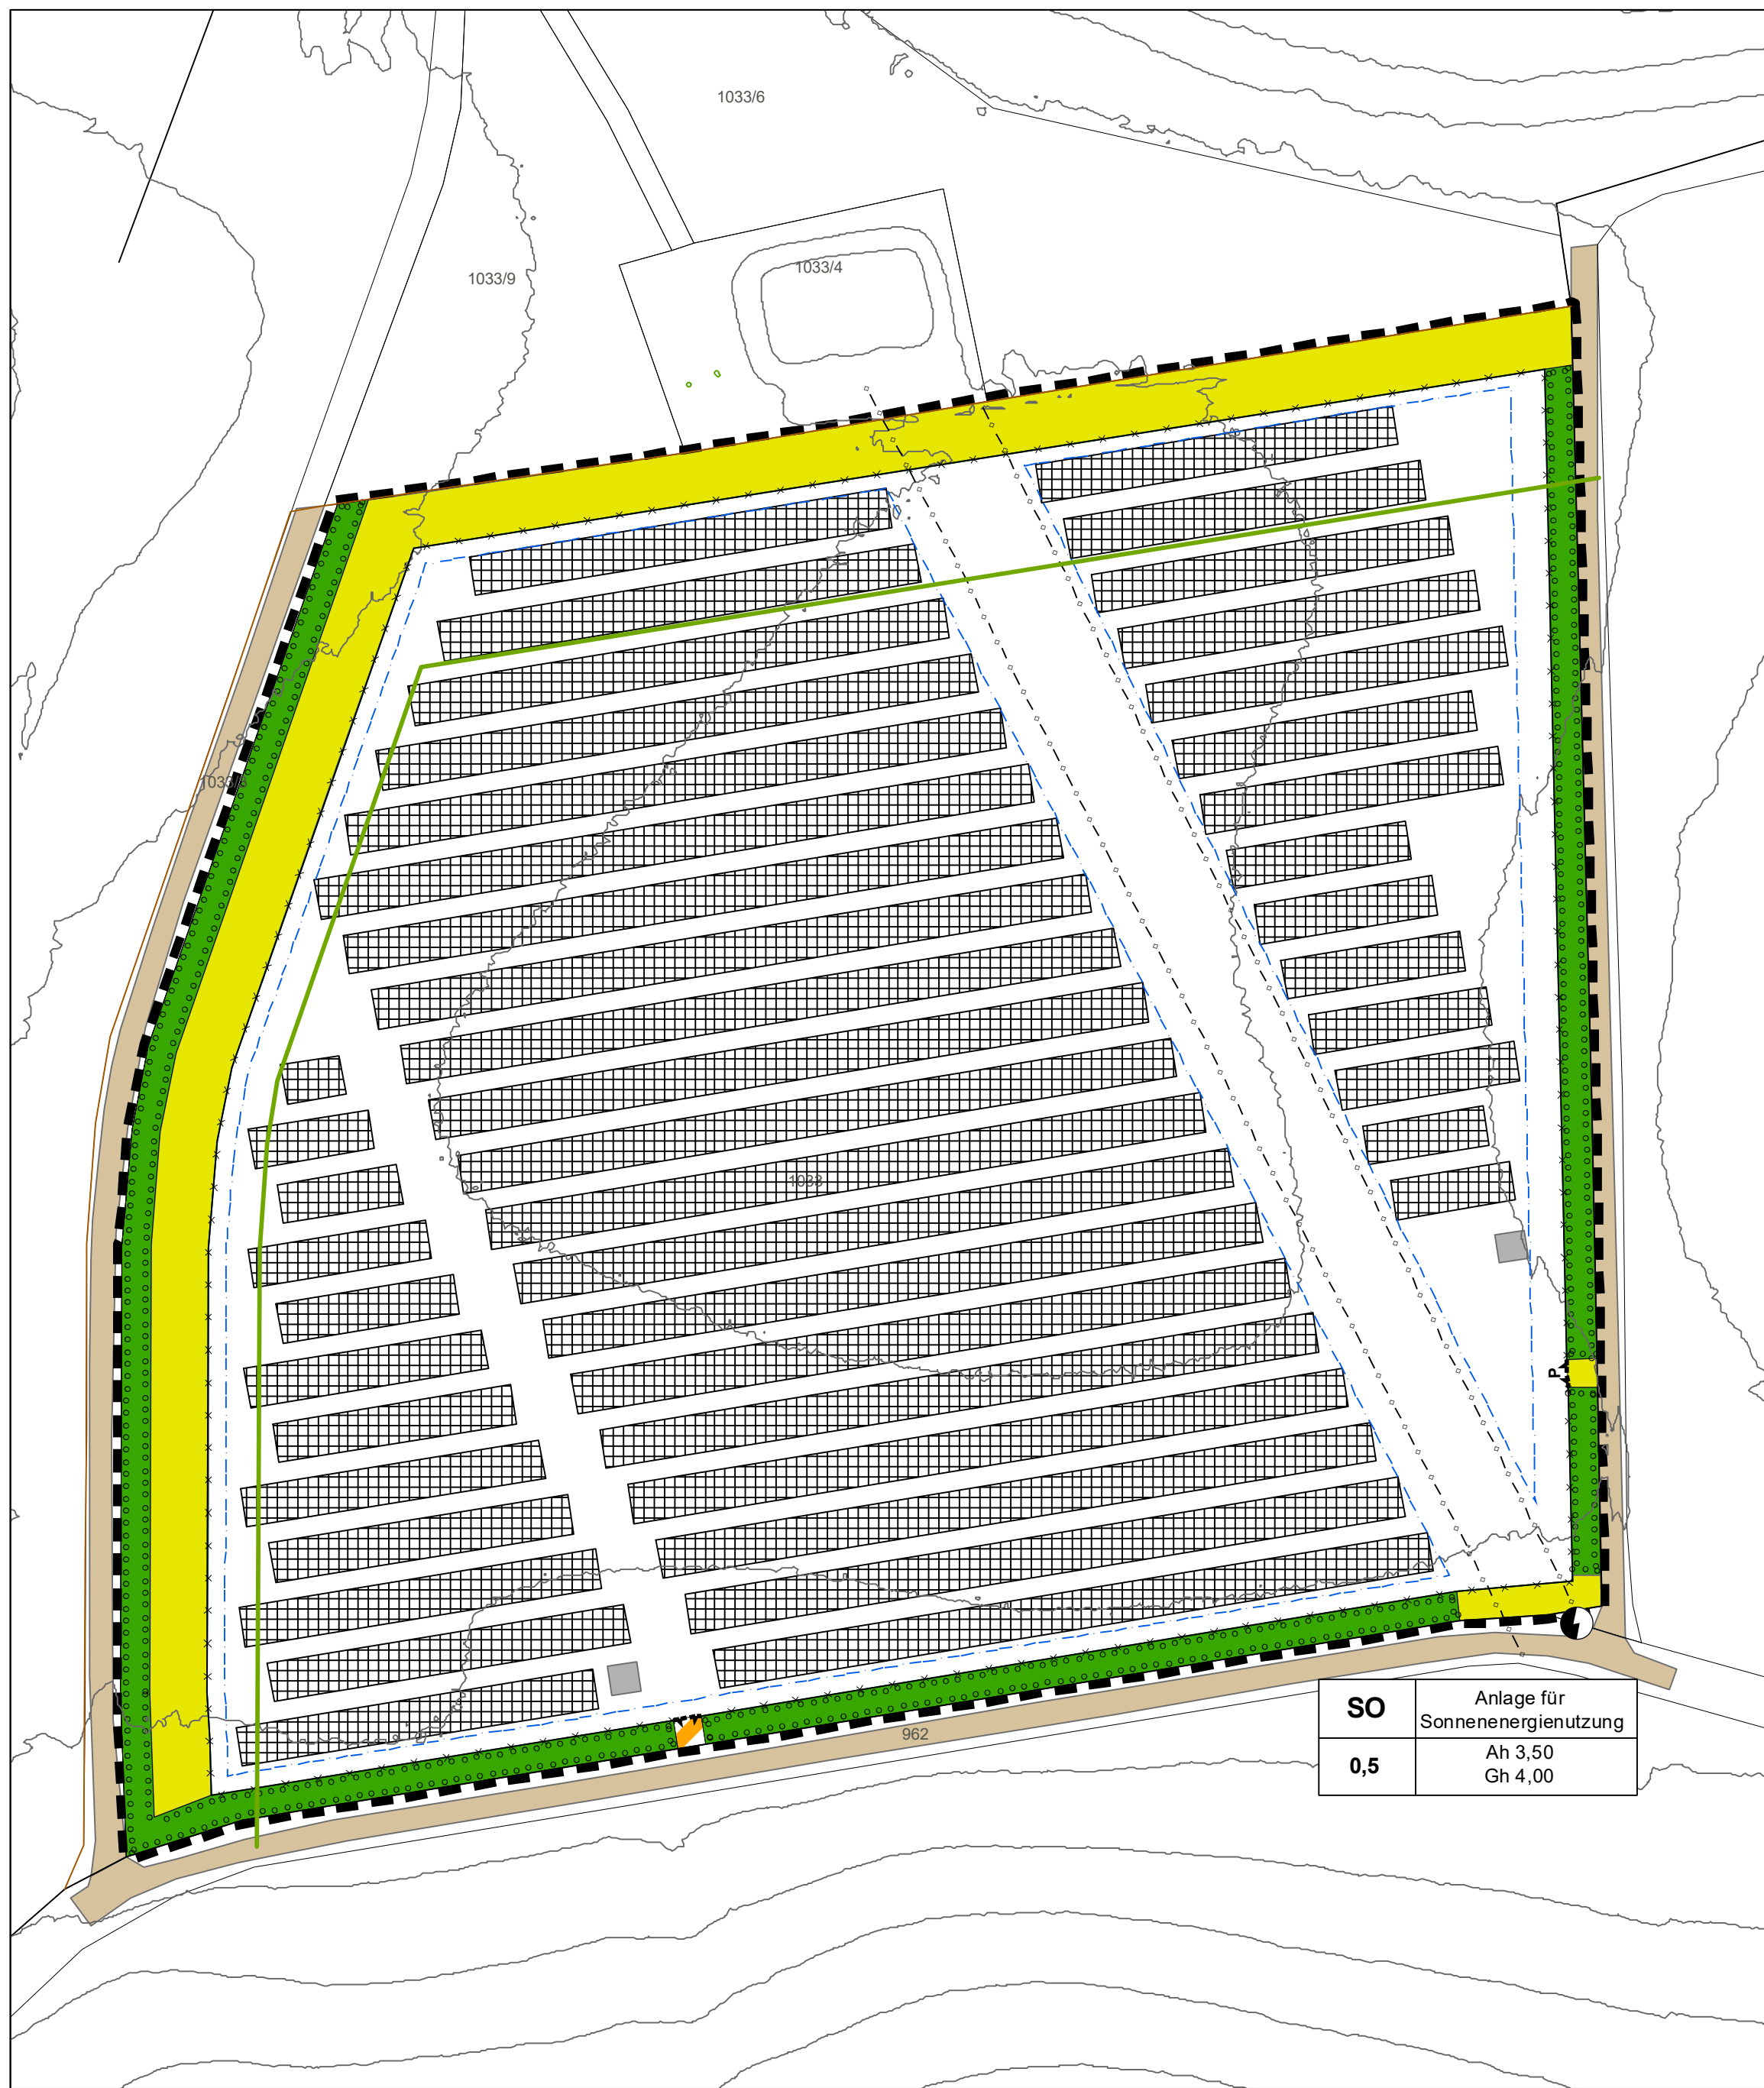 1033/6
1033/4
1033/9
1033
P
962
SO
Anlage für
Sonnenenergienutzung
0,5
Ah 3,50
Gh 4,00